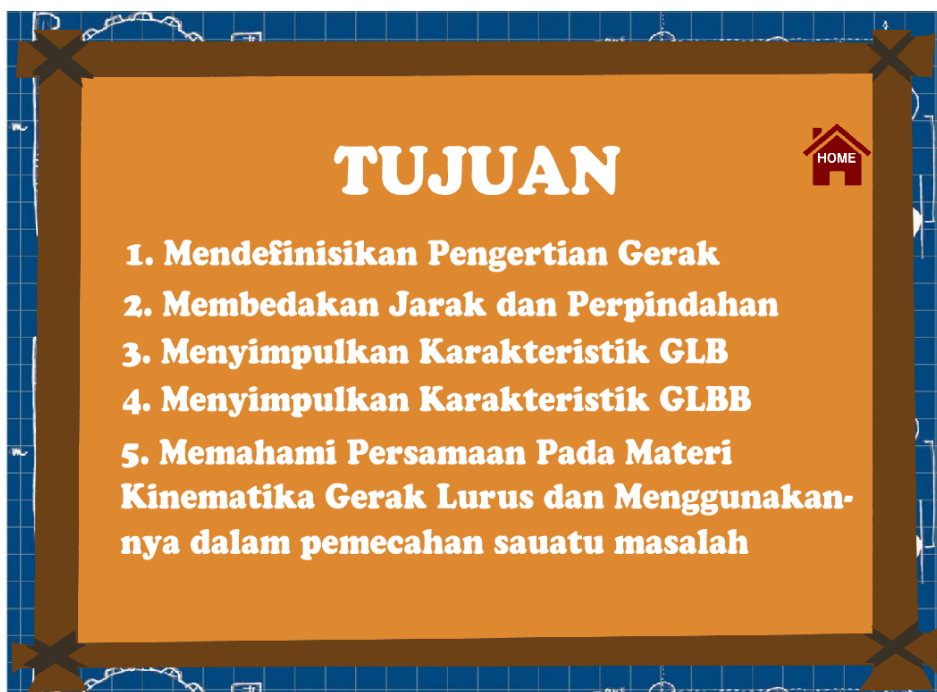 TUJUAN
HOME
1. Mendefinisikan Pengertian Gerak
2. Membedakan Jarak dan Perpindahan
3. Menyimpulkan Karakteristik GLB
4. Menyimpulkan Karakteristik GLBB
5. Memahami Persamaan Pada Materi
Kinematika Gerak Lurus dan Menggunakan-
nya dalam pemecahan sauatu masalah